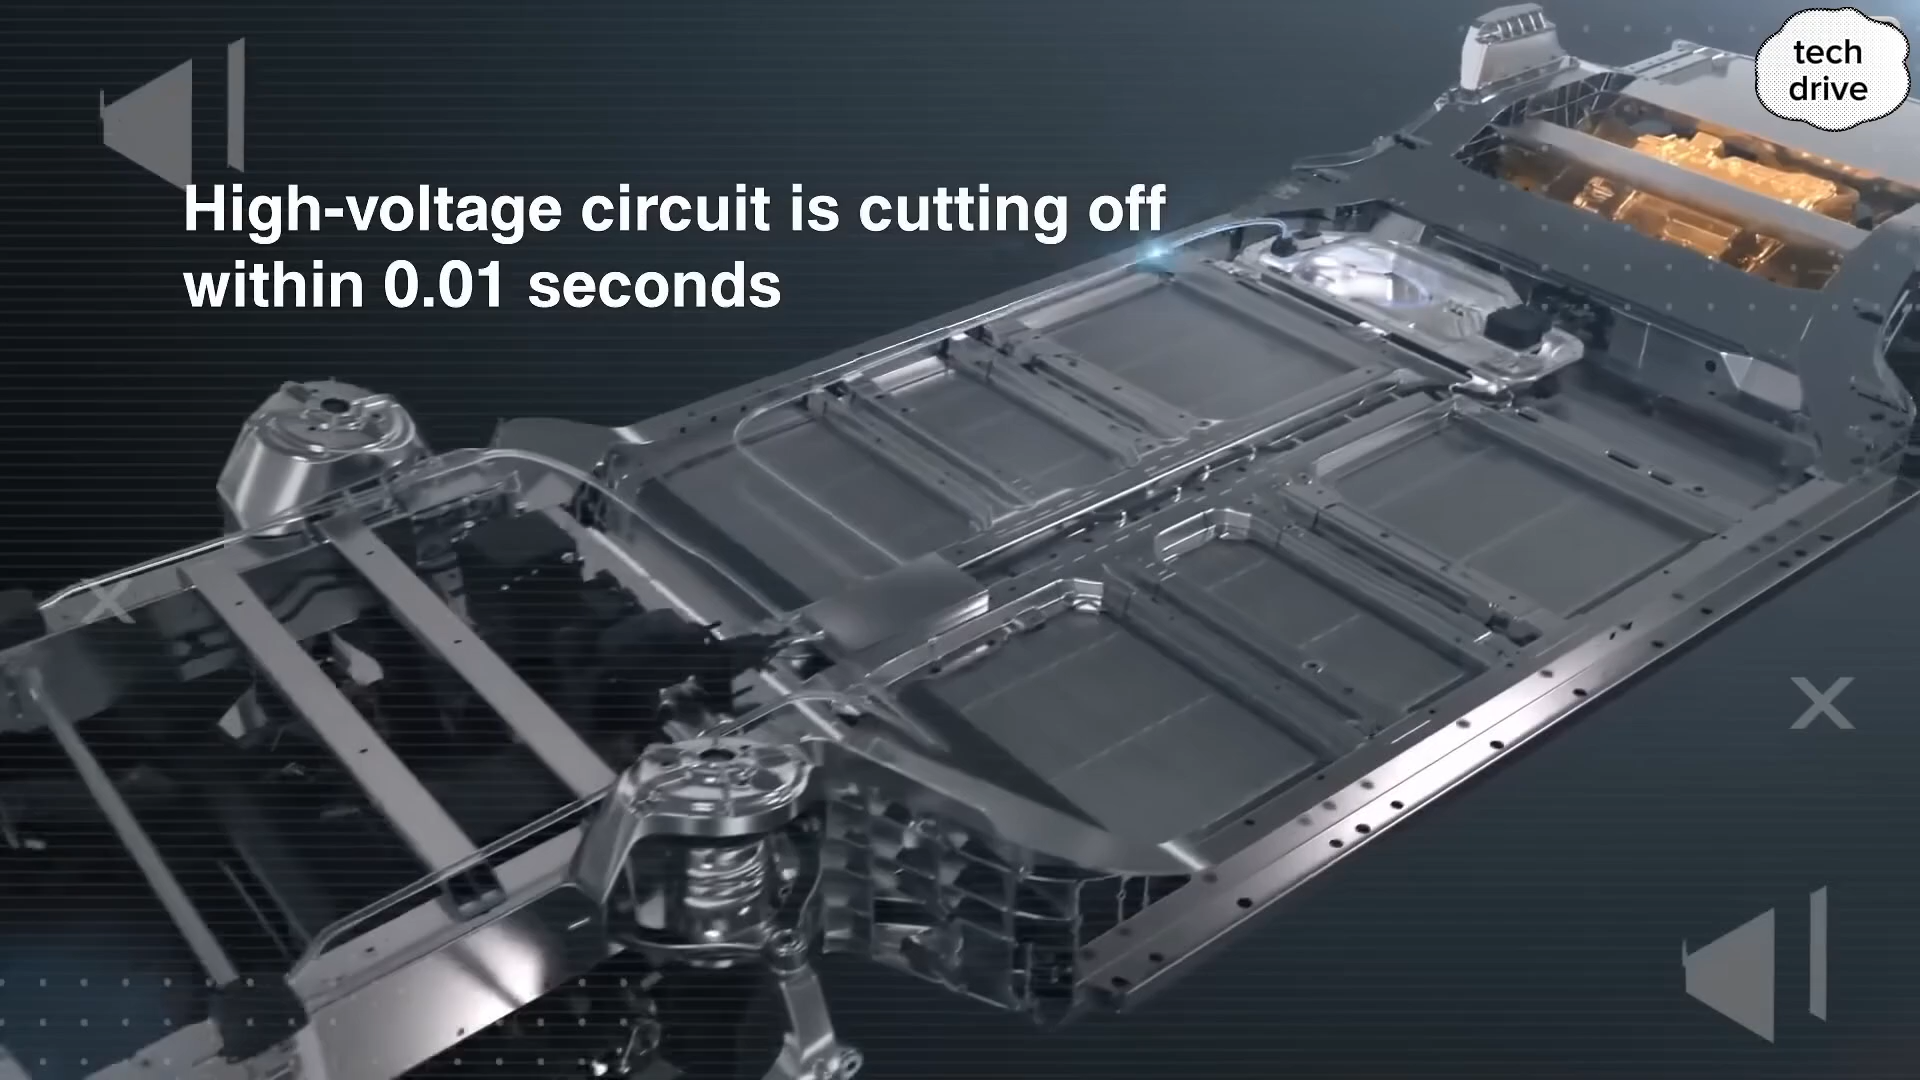 tech
drive
High-voltage circuit is cutting off
within 0.01 seconds